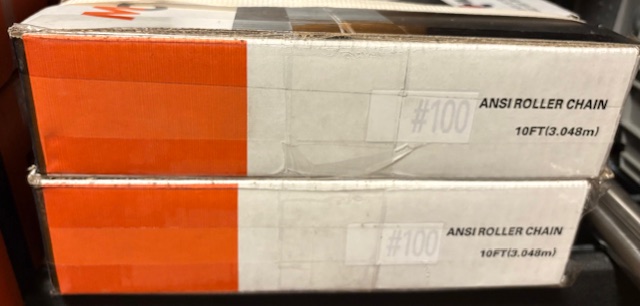 #100
ANSI ROLLER CHAIN
10FT(3.048m)
#100
ANSI ROLLER CHAIN
10FT(3.048m)